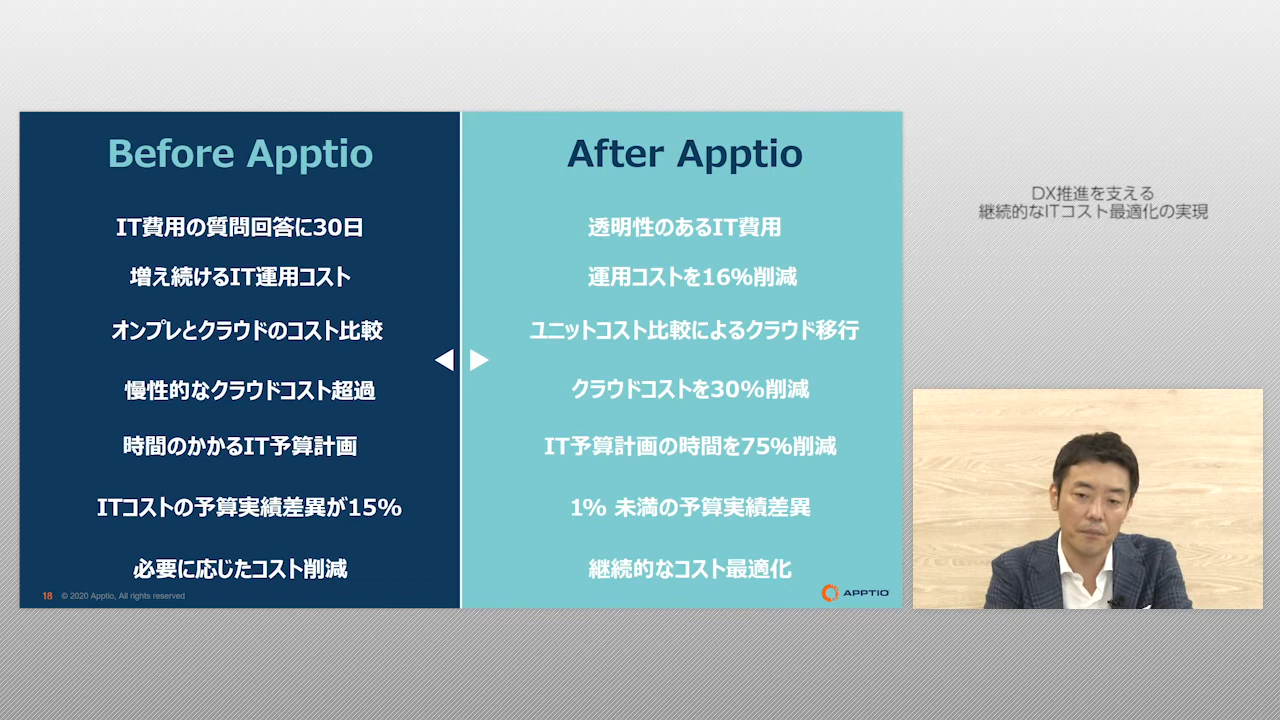 Before Apptio
IT費用の質問回答に30日
増え続けるIT運用コスト
オンプレとクラウドのコスト比較
慢性的なクラウドコスト超過
時間のかかるIT予算計画
ITコストの予算実績差異が15%
必要に応じたコスト削減
18 © 2020 Apptio, All rights reserved
After Apptio
透明性のあるIT費用
運用コストを16%削減
ユニットコスト比較によるクラウド移行
クラウドコストを30%削減
IT予算計画の時間を75%削減
1% 未満の予算実績差異
継続的なコスト最適化
APPTIO
DX推進を支える
継続的なITコスト最適化の実現